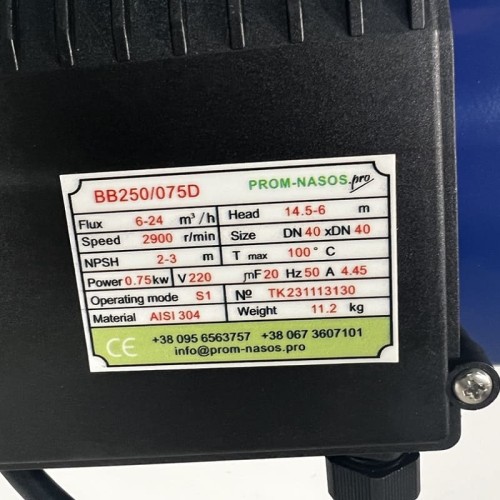 BB250/075D PROM-NASOS.pro
Flux 6-24 m³/h Head 14.5-6 m
Speed 2900 r/min Size DN 40 xDN 40
NPSH 2-3 m T max 100° C
Power 0.75kw V 220 mF 20 Hz 50 A 4.45
Operating mode S1 № TK231113130
Material AISI 304 Weight 11.2 kg
CE +38 095 6563757 +38 067 3607101
info@prom-nasos.pro